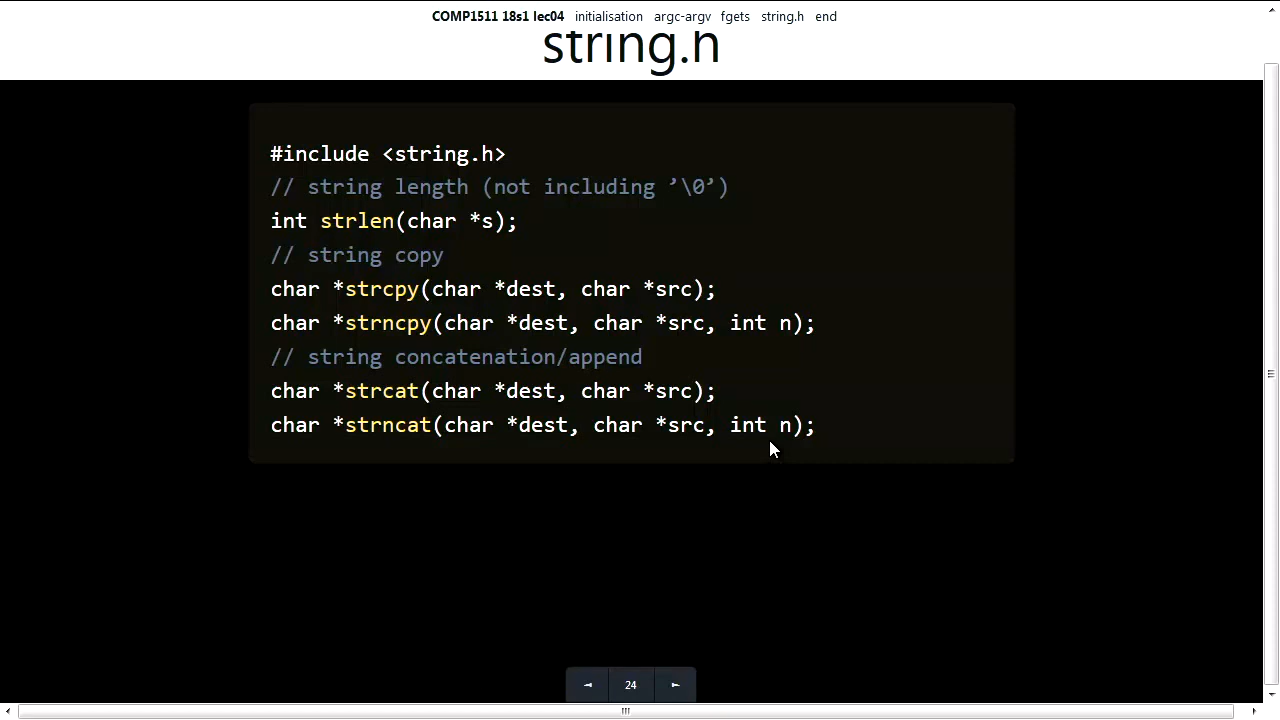 COMP1511 18s1 lec04 initialisation argc-argv fgets string.h end
string.h
#include <string.h>
// string length (not including ’\0’)
int strlen(char *s);
// string copy
char *strcpy(char *dest, char *src);
char *strncpy(char *dest, char *src, int n);
// string concatenation/append
char *strcat(char *dest, char *src);
char *strncat(char *dest, char *src, int n);
24